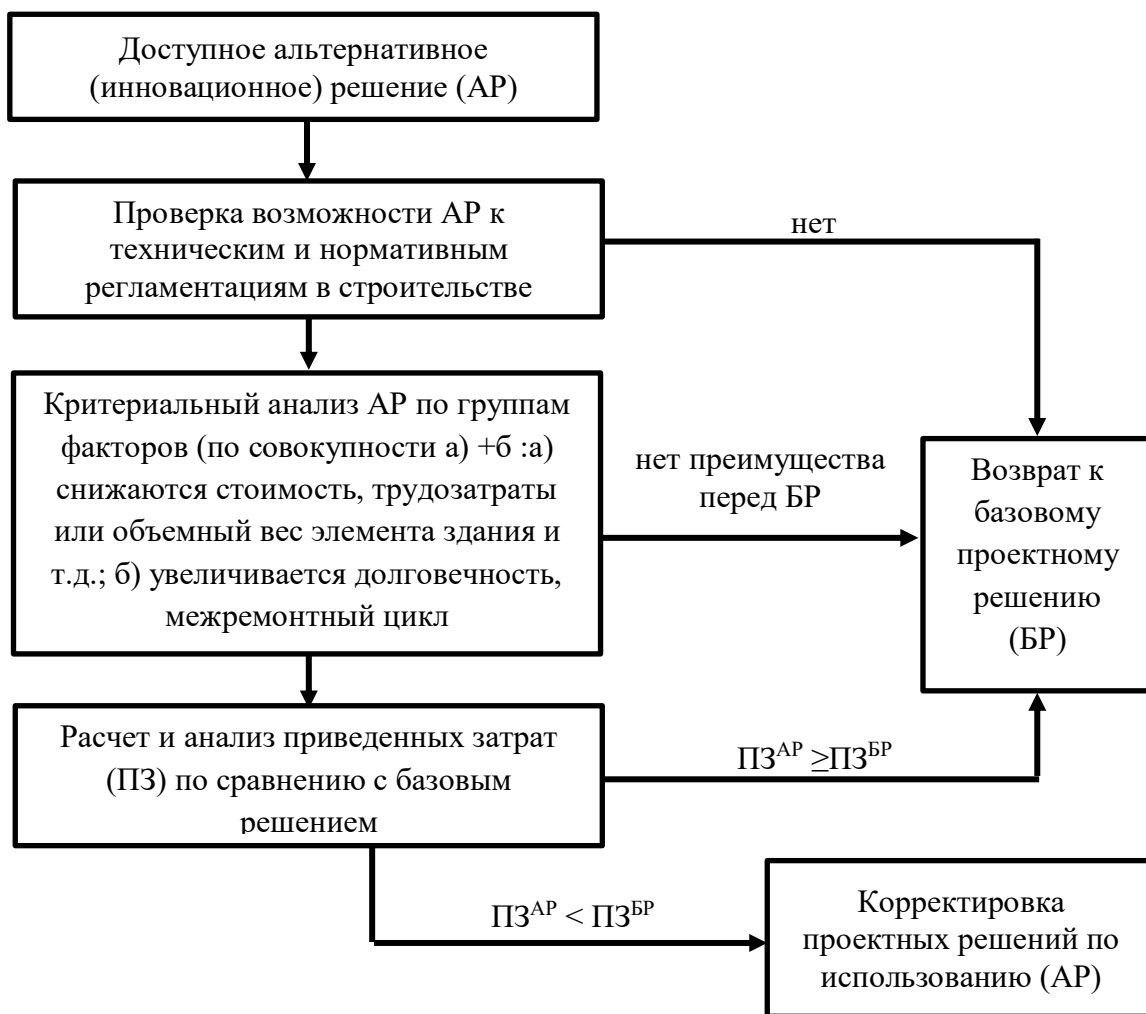 Доступное альтернативное
(инновационное) решение (АР)
Проверка возможности АР к
техническим и нормативным
регламентациям в строительстве
нет
Критериальный анализ АР по группам
факторов (по совокупности а) +б :а)
снижаются стоимость, трудозатраты
или объемный вес элемента здания и
т.д.; б) увеличивается долговечность,
межремонтный цикл
нет преимущества
перед БР
Возврат к
базовому
проектному
решению
(БР)
Расчет и анализ приведенных затрат
(ПЗ) по сравнению с базовым
решением
ПЗ^АР ≥ПЗ^БР
ПЗ^АР < ПЗ^БР
Корректировка
проектных решений по
использованию (АР)